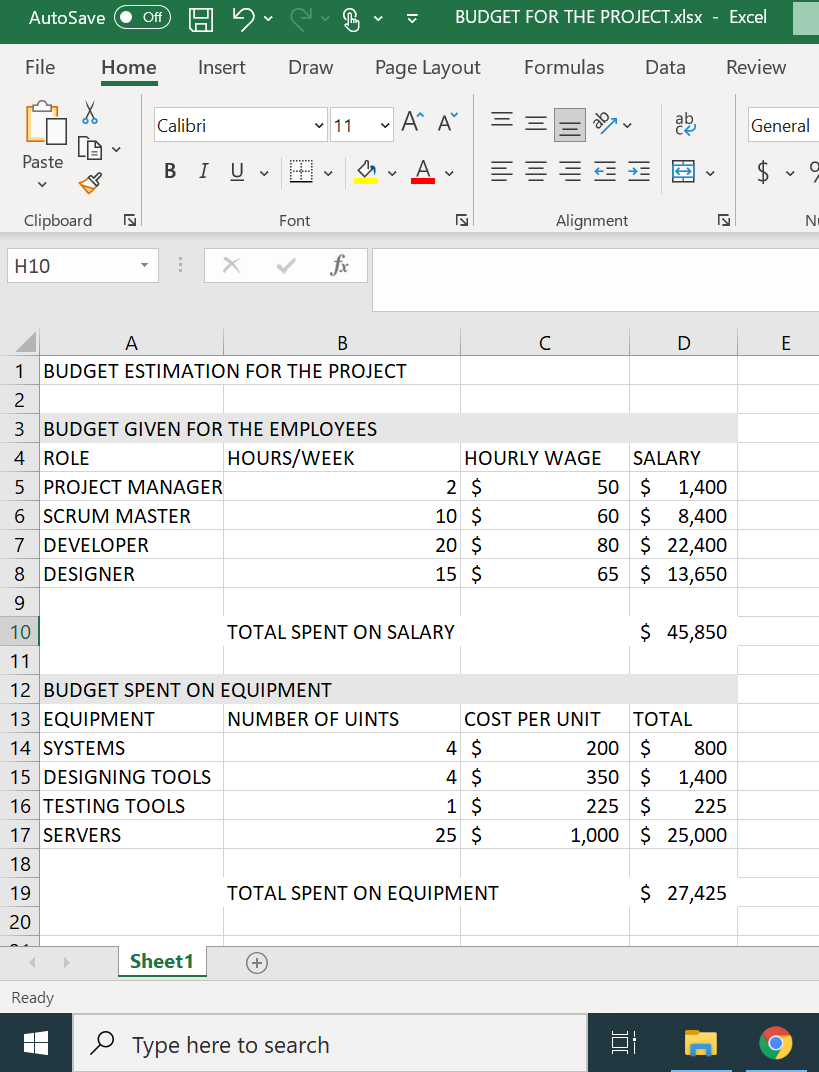 AutoSave Off BUDGET FOR THE PROJECT.xlsx - Excel
File Home Insert Draw Page Layout Formulas Data Review
Calibri 11 A A ab General
Paste B I U A $
Clipboard Font Alignment
H10 fx
A B C D E
1 BUDGET ESTIMATION FOR THE PROJECT
2
3 BUDGET GIVEN FOR THE EMPLOYEES
4 ROLE HOURS/WEEK HOURLY WAGE SALARY
5 PROJECT MANAGER 2 $ 50 $ 1,400
6 SCRUM MASTER 10 $ 60 $ 8,400
7 DEVELOPER 20 $ 80 $ 22,400
8 DESIGNER 15 $ 65 $ 13,650
9
10 TOTAL SPENT ON SALARY $ 45,850
11
12 BUDGET SPENT ON EQUIPMENT
13 EQUIPMENT NUMBER OF UINTS COST PER UNIT TOTAL
14 SYSTEMS 4 $ 200 $ 800
15 DESIGNING TOOLS 4 $ 350 $ 1,400
16 TESTING TOOLS 1 $ 225 $ 225
17 SERVERS 25 $ 1,000 $ 25,000
18
19 TOTAL SPENT ON EQUIPMENT $ 27,425
20
Sheet1
Ready
Type here to search